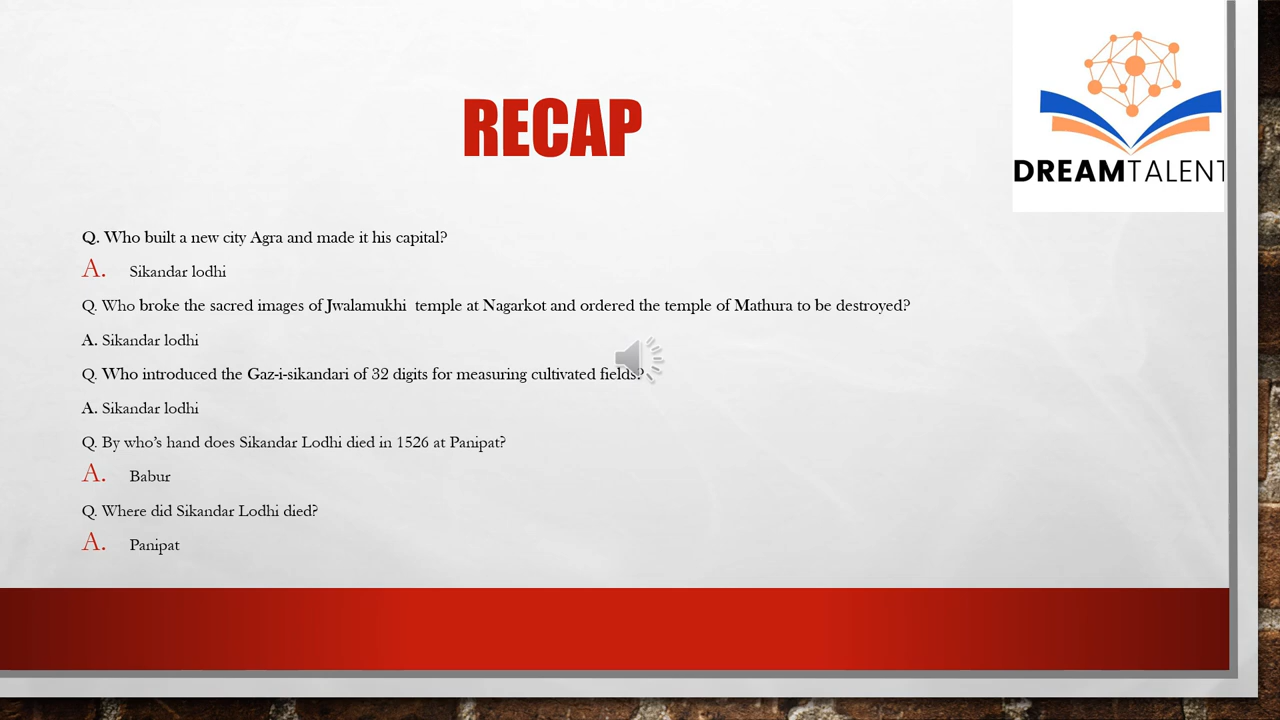 RECAP
DREAMTALENT
Q. Who built a new city Agra and made it his capital?
A. Sikandar lodhi
Q. Who broke the sacred images of Jwalamukhi temple at Nagarkot and ordered the temple of Mathura to be destroyed?
A. Sikandar lodhi
Q. Who introduced the Gaz-i-sikandari of 32 digits for measuring cultivated fields?
A. Sikandar lodhi
Q. By who's hand does Sikandar Lodhi died in 1526 at Panipat?
A. Babur
Q. Where did Sikandar Lodhi died?
A. Panipat